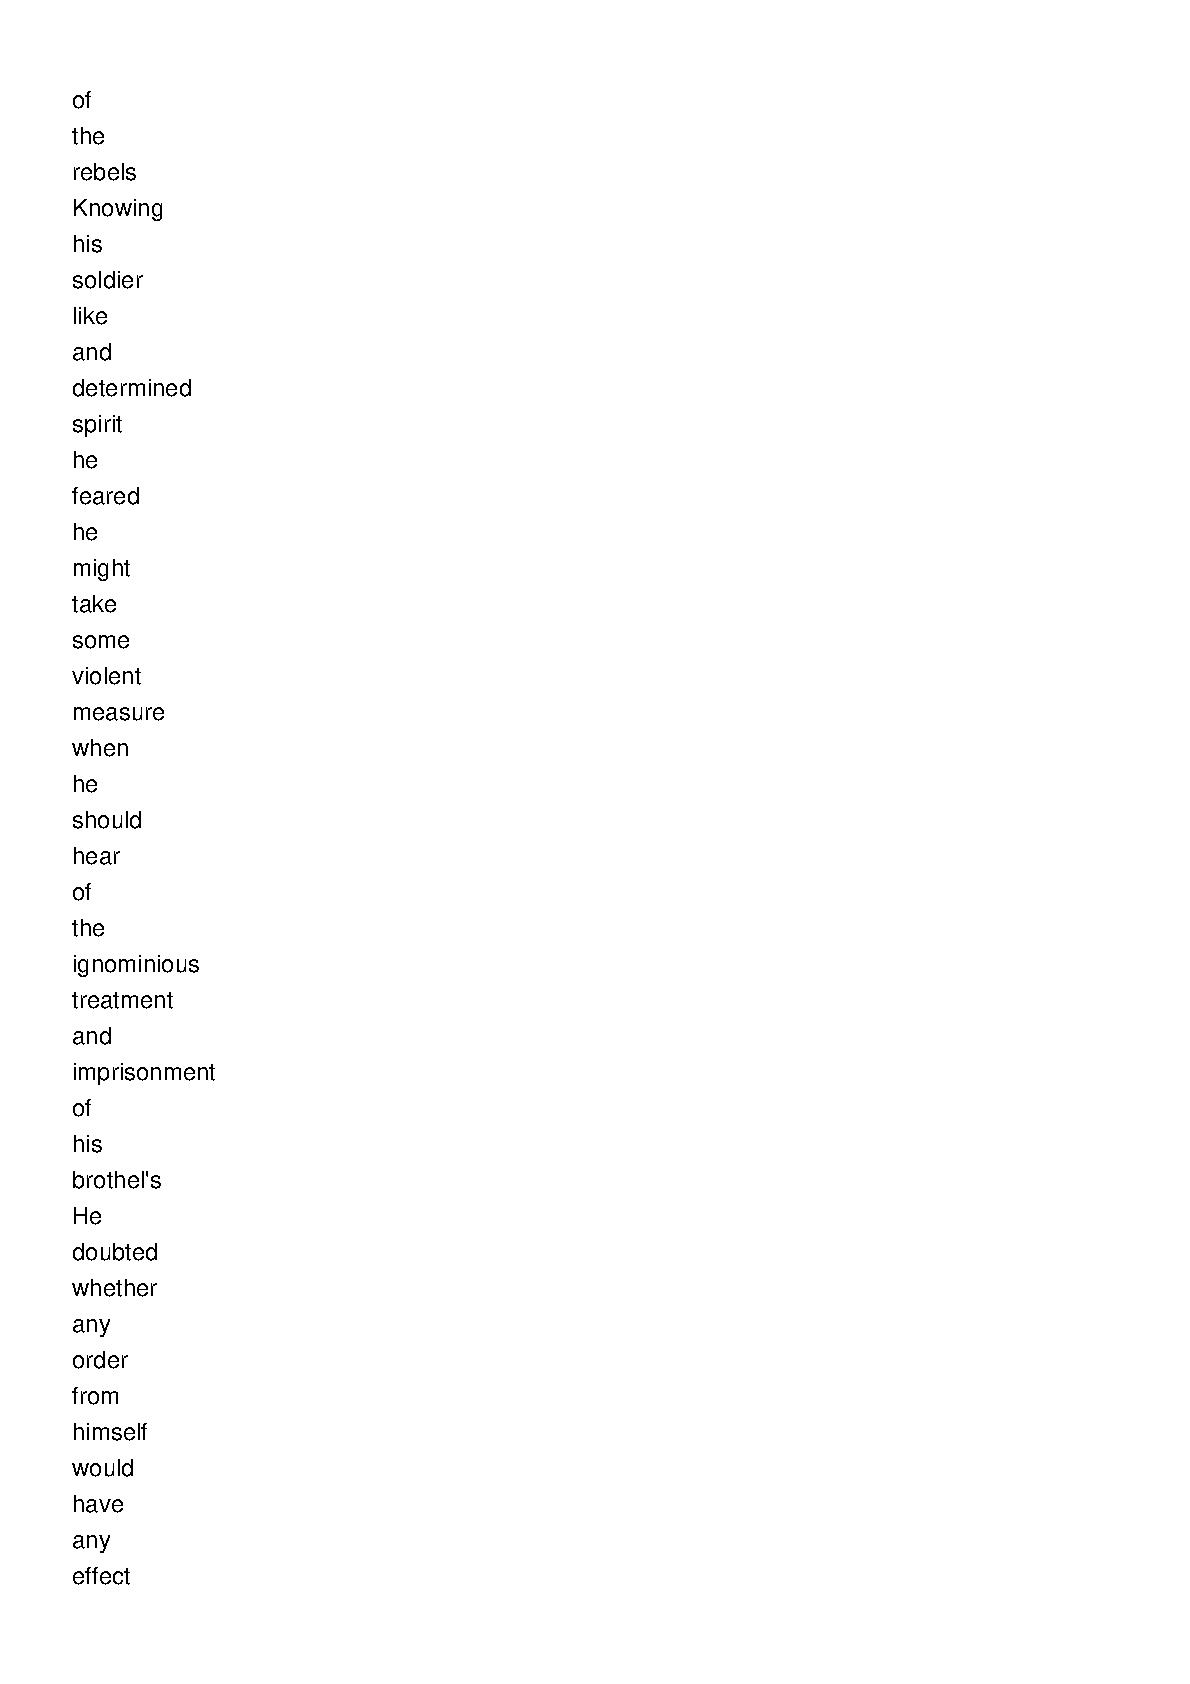 of
the
rebels
Knowing
his
soldier
like
and
determined
spirit
he
feared
he
might
take
some
violent
measure
when
he
should
hear
of
the
ignominious
treatment
and
imprisonment
of
his
brothel's
He
doubted
whether
any
order
from
himself
would
have
any
effect